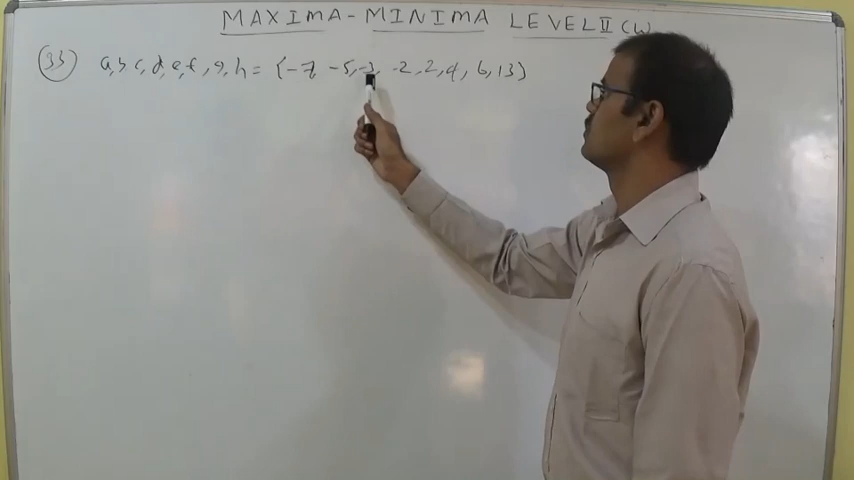 MAXIMA-MINIMA LEVEL II (W)
(33) a, b c, d, e, f, g, h = {-7, -5, -3, -2, 2, 4, 6, 13}